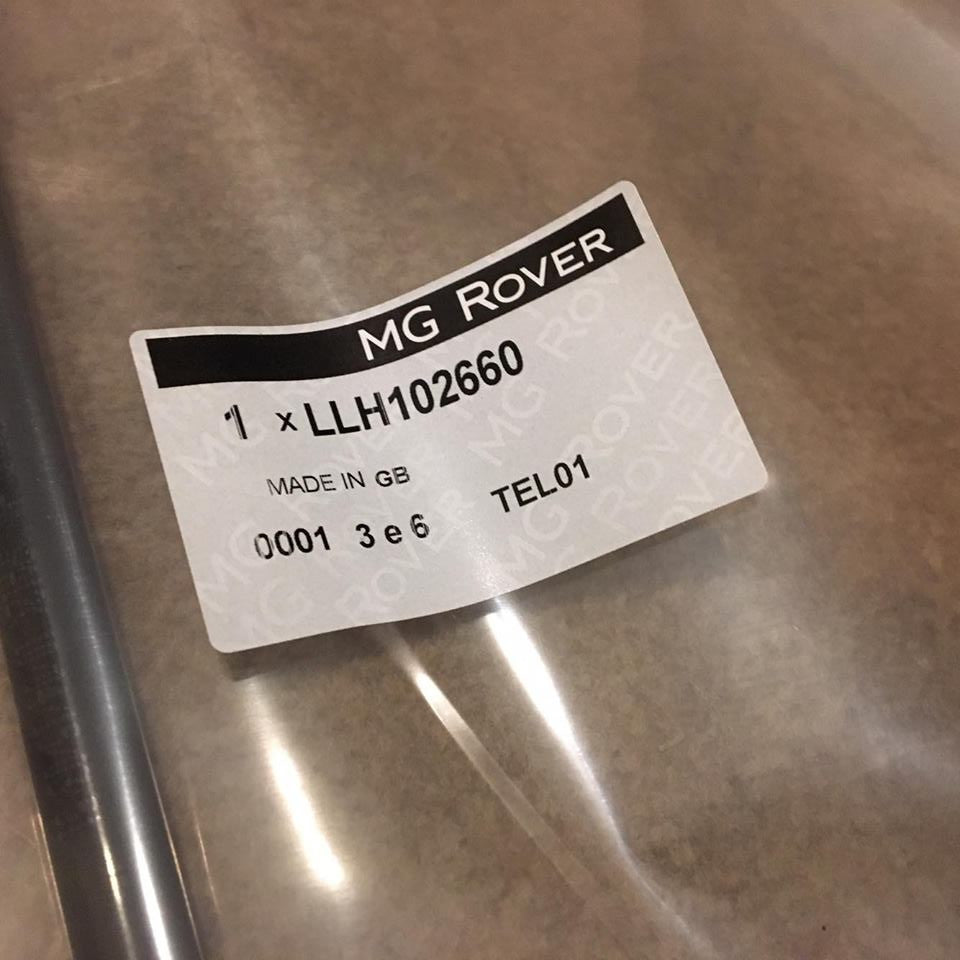 MG ROVER
1 x LLH102660
MADE IN GB
0001 3 e 6 TEL01